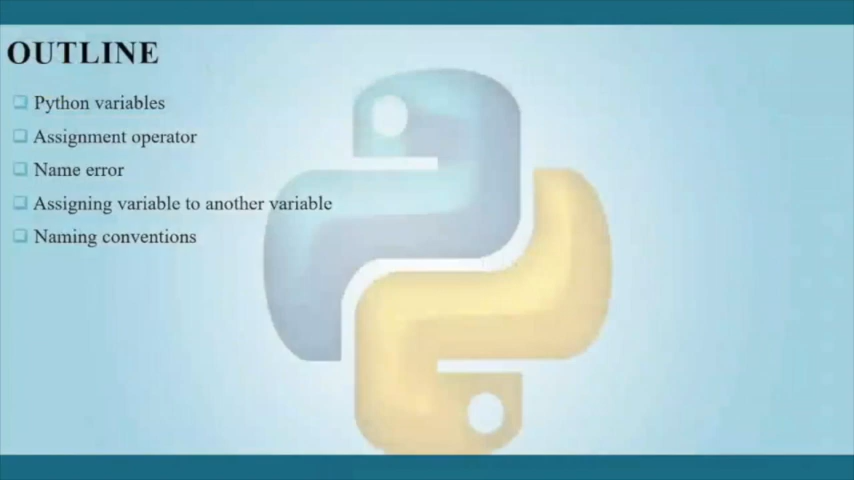 OUTLINE
Python variables
Assignment operator
Name error
Assigning variable to another variable
Naming conventions